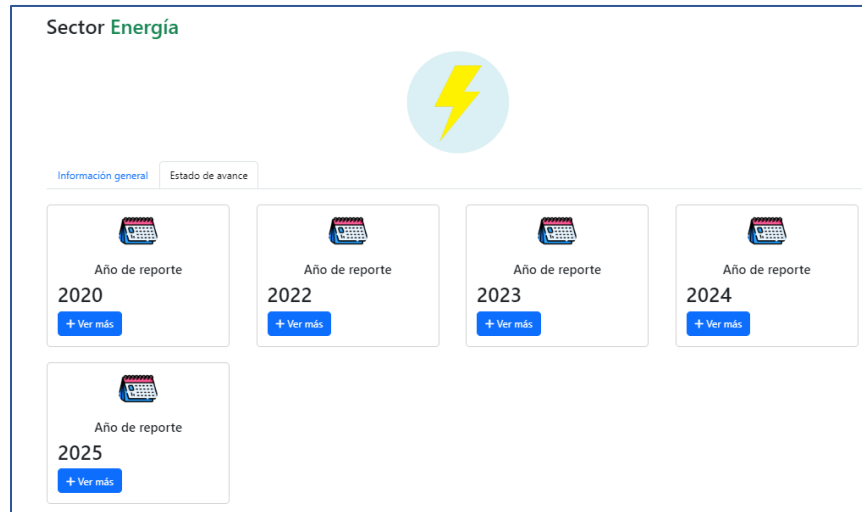 Sector Energía
Información general
Estado de avance
Año de reporte
2020
+ Ver más
Año de reporte
2022
+ Ver más
Año de reporte
2023
+ Ver más
Año de reporte
2024
+ Ver más
Año de reporte
2025
+ Ver más